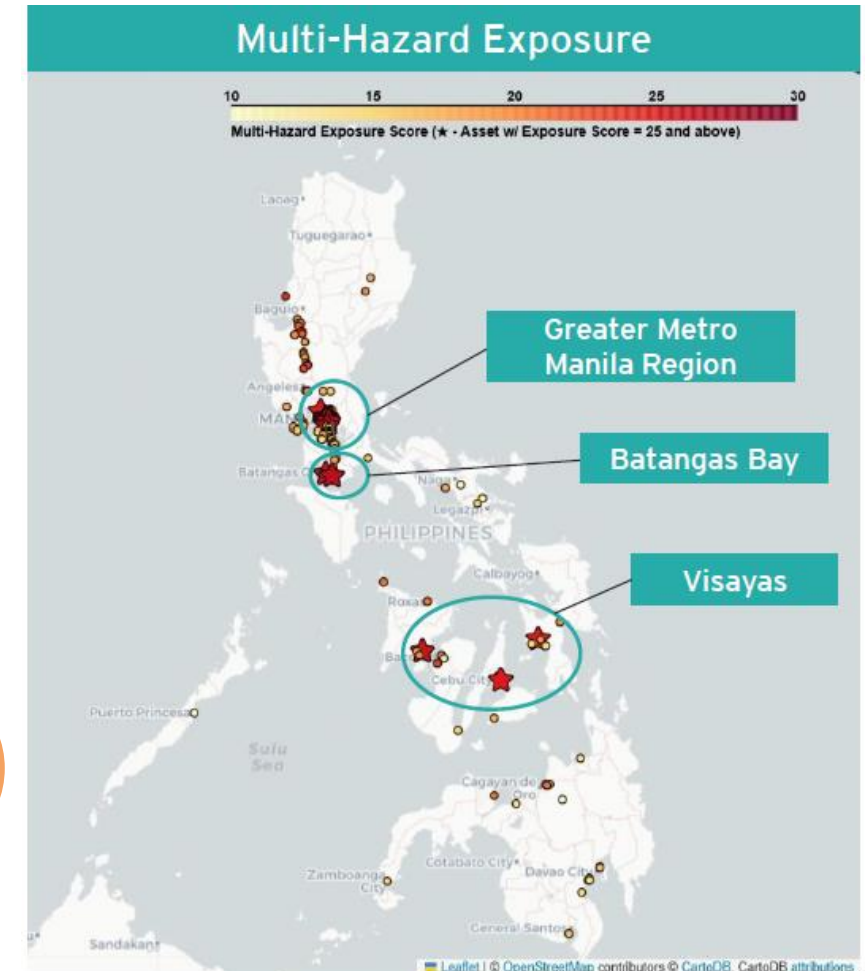 Multi-Hazard Exposure
10 15 20 25 30
Multi-Hazard Exposure Score (★ - Asset w/ Exposure Score = 25 and above)
Laoag
Tuguegarao
Baguio
Greater Metro
Manila Region
Angeles
MAN
Batangas Bay
Batangas C
Naga
Legazpi
PHILIPPINES
Visayas
Calbayog
Roxas
Bac
Cebu City
Puerto Princesa
Sulu
Sea
Cagayan de
Oro
Cotabato City
Davao City
Zamboanga
City
General Santos
Sandakan
Leaflet | © OpenStreetMap contributors © CartoDB, CartoDB attributions